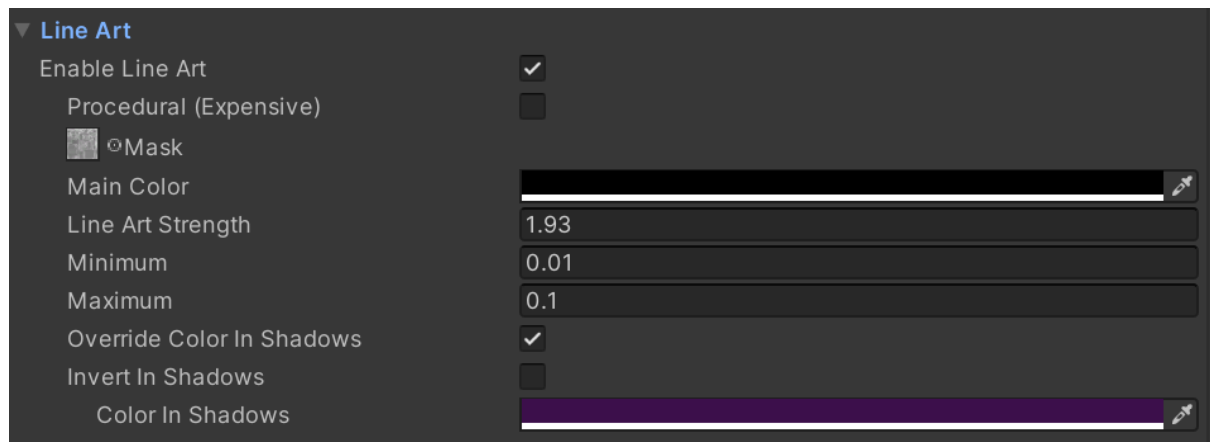 Line Art
Enable Line Art
Procedural (Expensive)
Mask
Main Color
Line Art Strength 1.93
Minimum 0.01
Maximum 0.1
Override Color In Shadows
Invert In Shadows
Color In Shadows